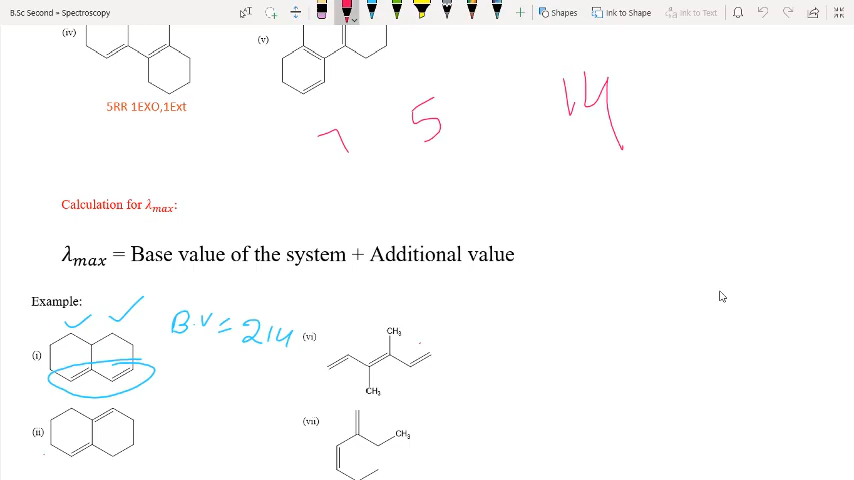 B.Sc Second » Spectroscopy
Shapes
Ink to Shape
Ink to Text
(iv)
(v)
5RR 1EXO,1Ext
5
14
Calculation for λmax:
λmax = Base value of the system + Additional value
Example:
B.V = 214
(i)
(vi)
CH3
CH3
(ii)
(vii)
CH3